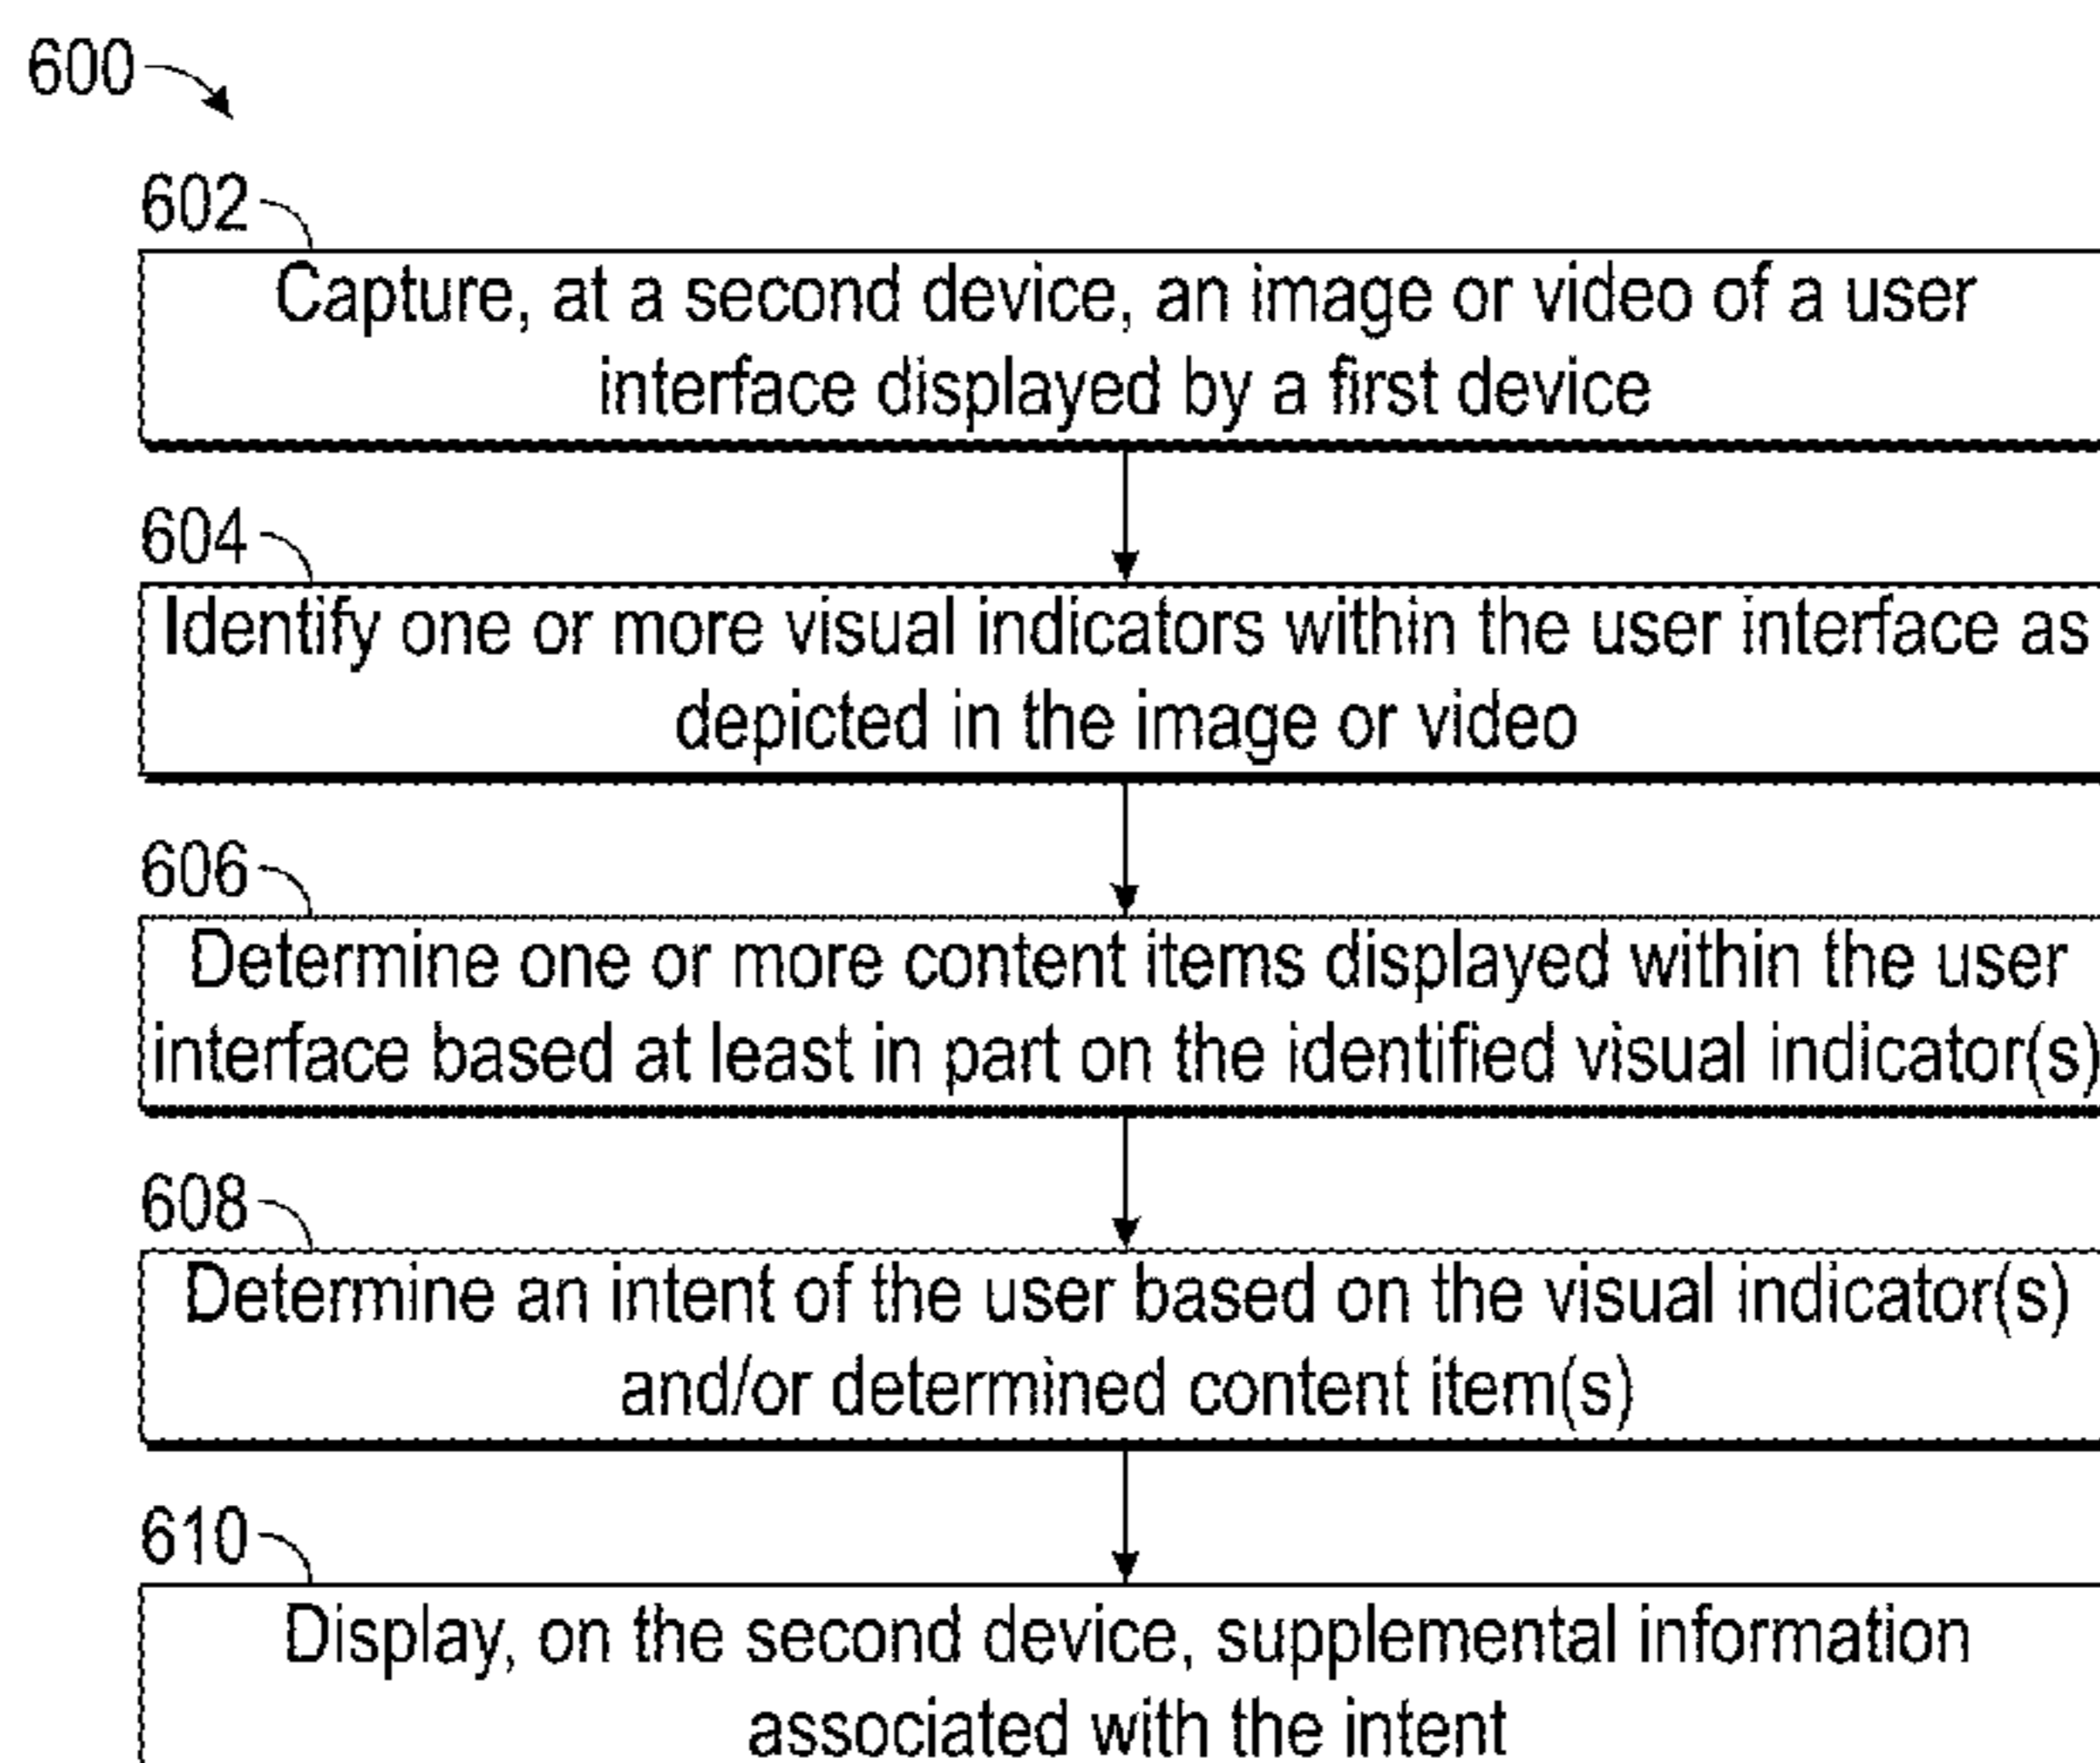 600
602
Capture, at a second device, an image or video of a user
interface displayed by a first device
604
Identify one or more visual indicators within the user interface as
depicted in the image or video
606
Determine one or more content items displayed within the user
interface based at least in part on the identified visual indicator(s)
608
Determine an intent of the user based on the visual indicator(s)
and/or determined content item(s)
610
Display, on the second device, supplemental information
associated with the intent